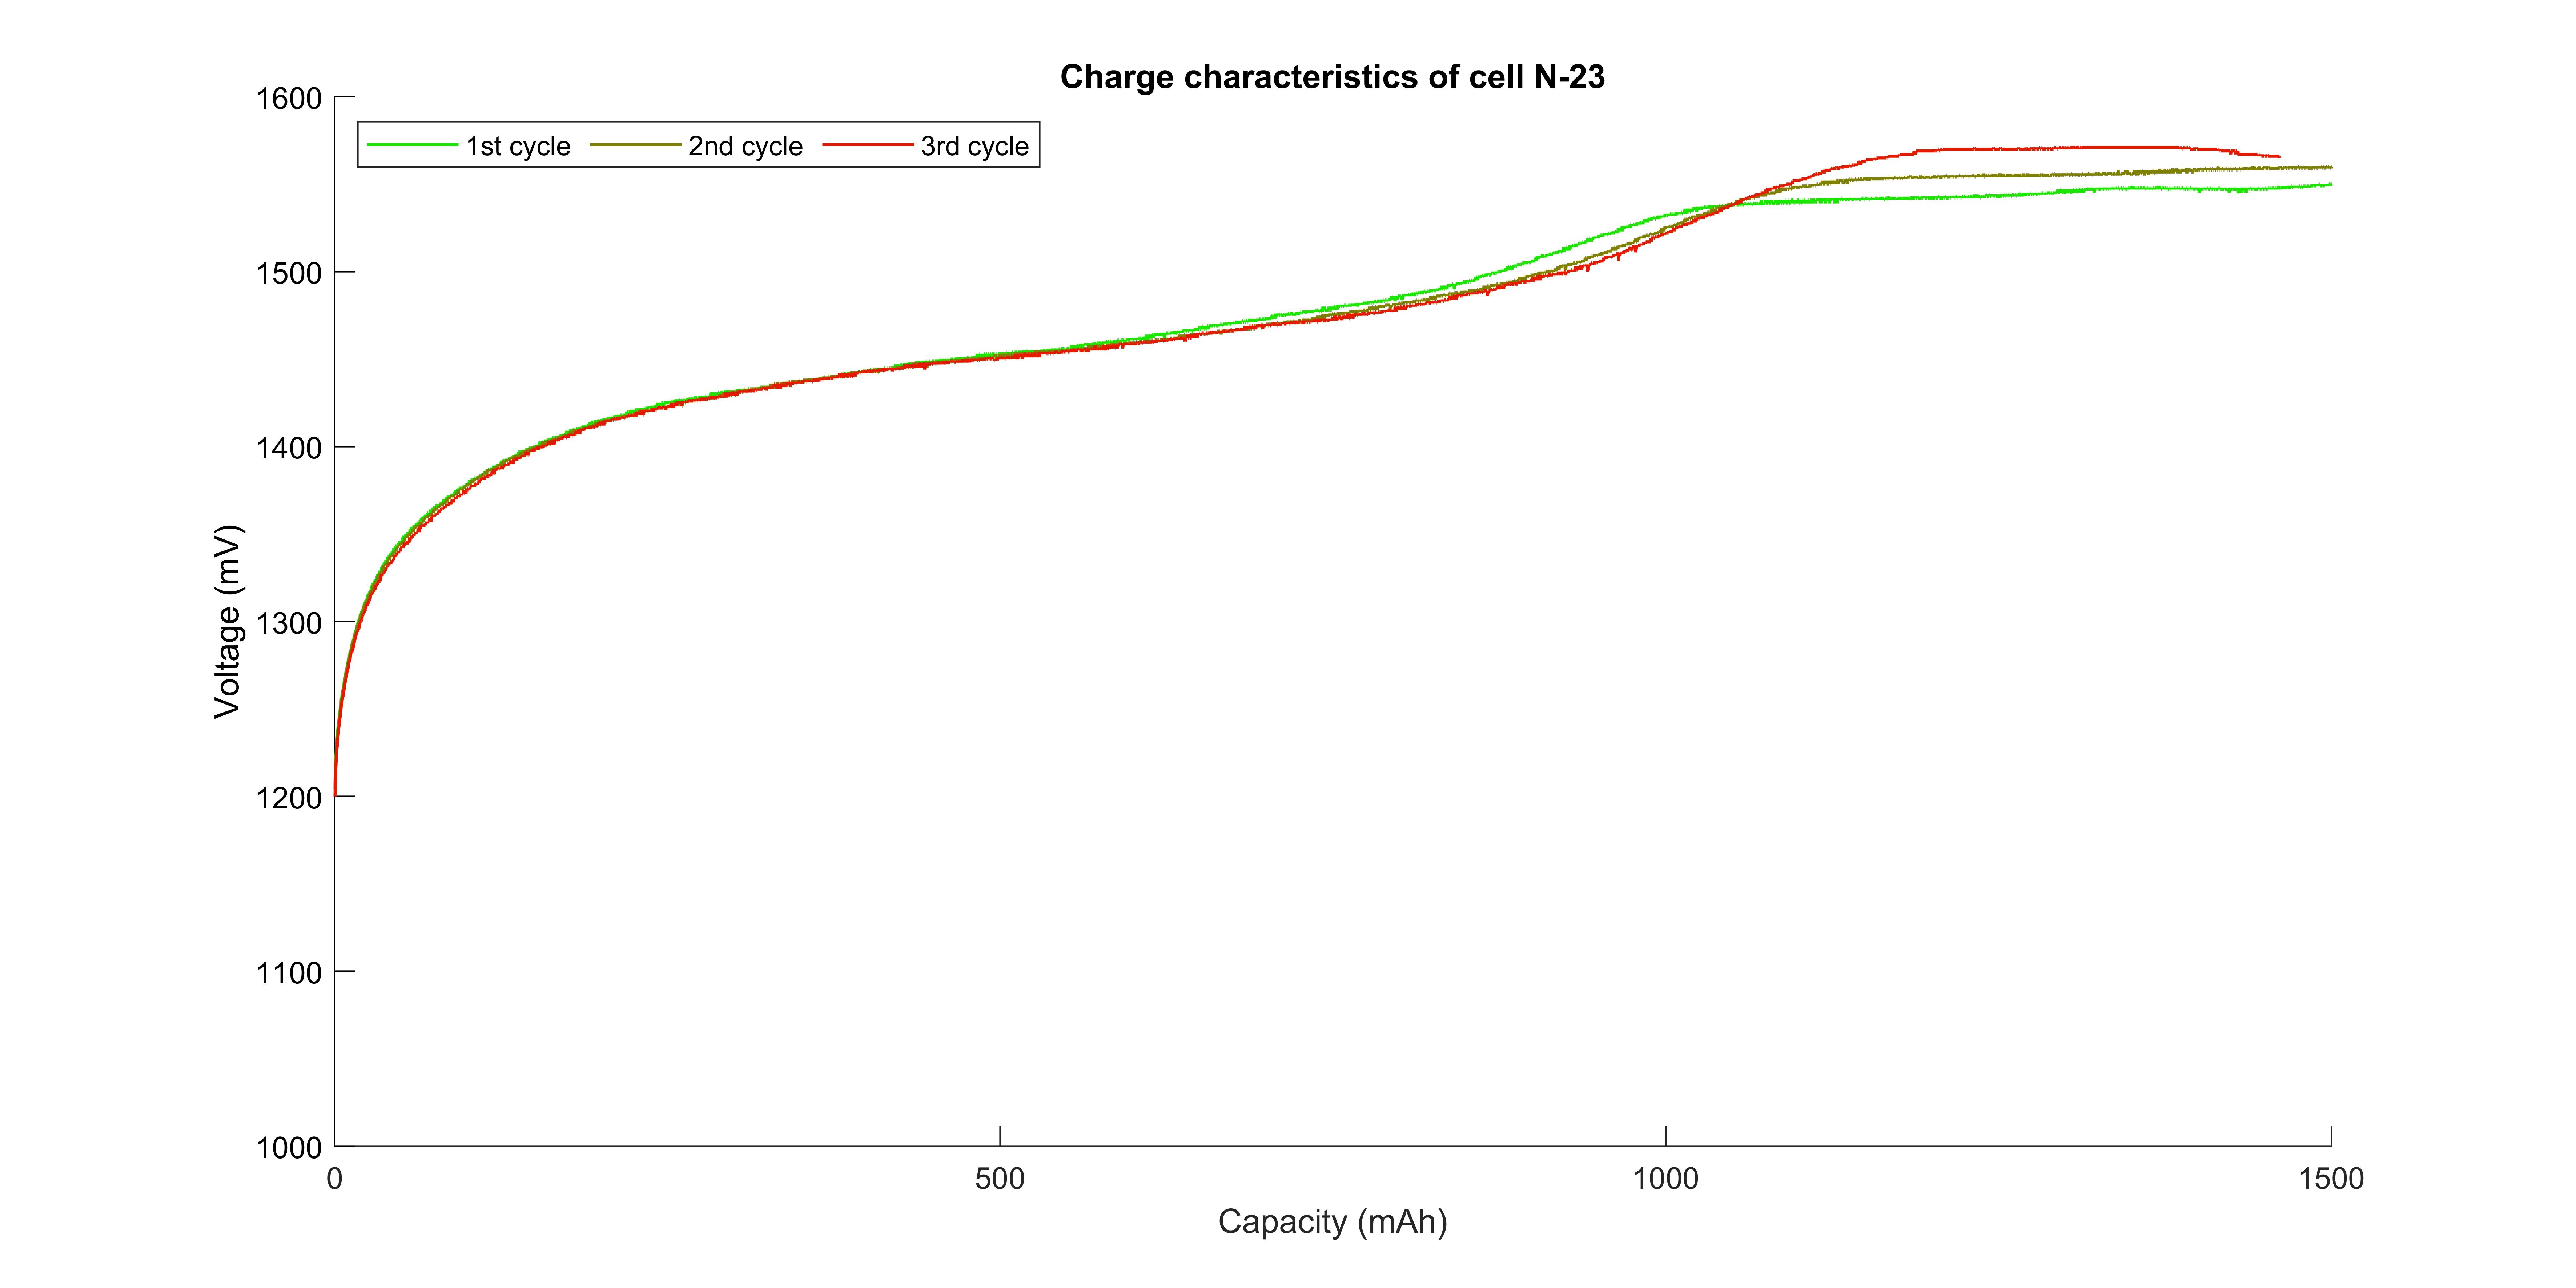 Charge characteristics of cell N-23
1st cycle 2nd cycle 3rd cycle
Voltage (mV)
1600
1500
1400
1300
1200
1100
1000
0 500 1000 1500
Capacity (mAh)